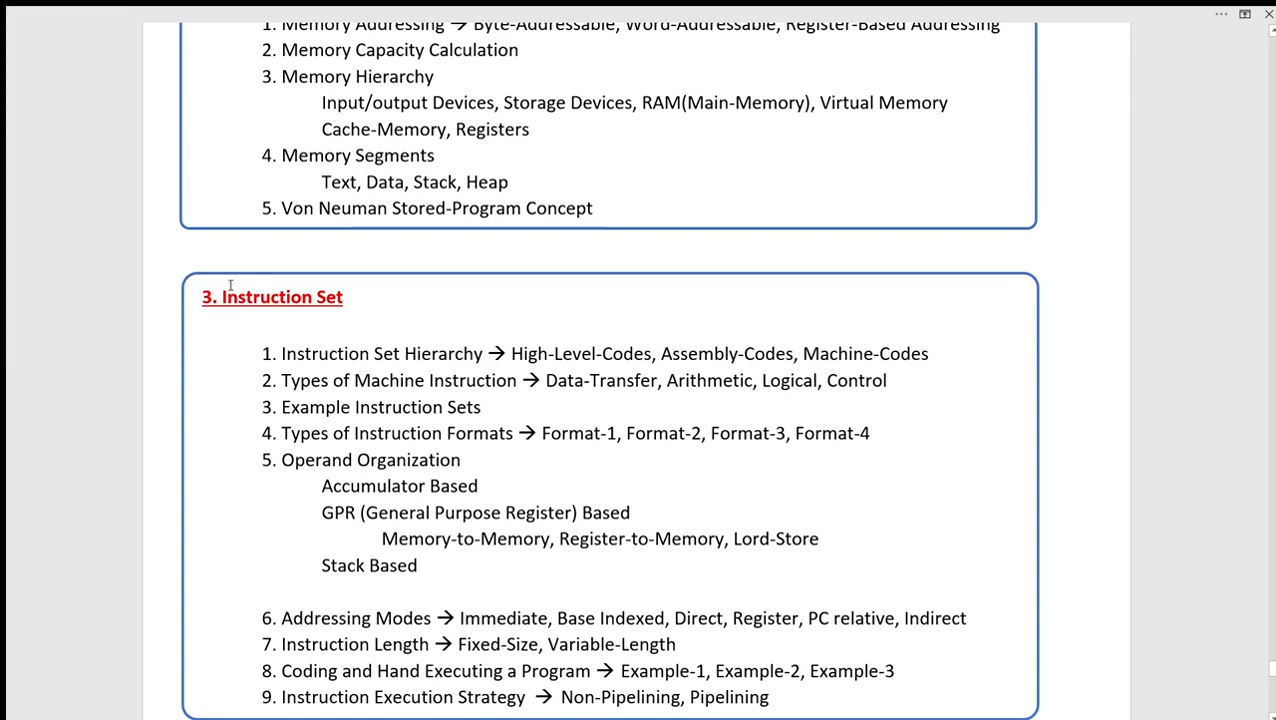 1. Memory Addressing → Byte-Addressable, Word-Addressable, Register-Based Addressing
2. Memory Capacity Calculation
3. Memory Hierarchy
Input/output Devices, Storage Devices, RAM(Main-Memory), Virtual Memory
Cache-Memory, Registers
4. Memory Segments
Text, Data, Stack, Heap
5. Von Neuman Stored-Program Concept
3. Instruction Set
1. Instruction Set Hierarchy → High-Level-Codes, Assembly-Codes, Machine-Codes
2. Types of Machine Instruction → Data-Transfer, Arithmetic, Logical, Control
3. Example Instruction Sets
4. Types of Instruction Formats → Format-1, Format-2, Format-3, Format-4
5. Operand Organization
Accumulator Based
GPR (General Purpose Register) Based
Memory-to-Memory, Register-to-Memory, Lord-Store
Stack Based
6. Addressing Modes → Immediate, Base Indexed, Direct, Register, PC relative, Indirect
7. Instruction Length → Fixed-Size, Variable-Length
8. Coding and Hand Executing a Program → Example-1, Example-2, Example-3
9. Instruction Execution Strategy → Non-Pipelining, Pipelining